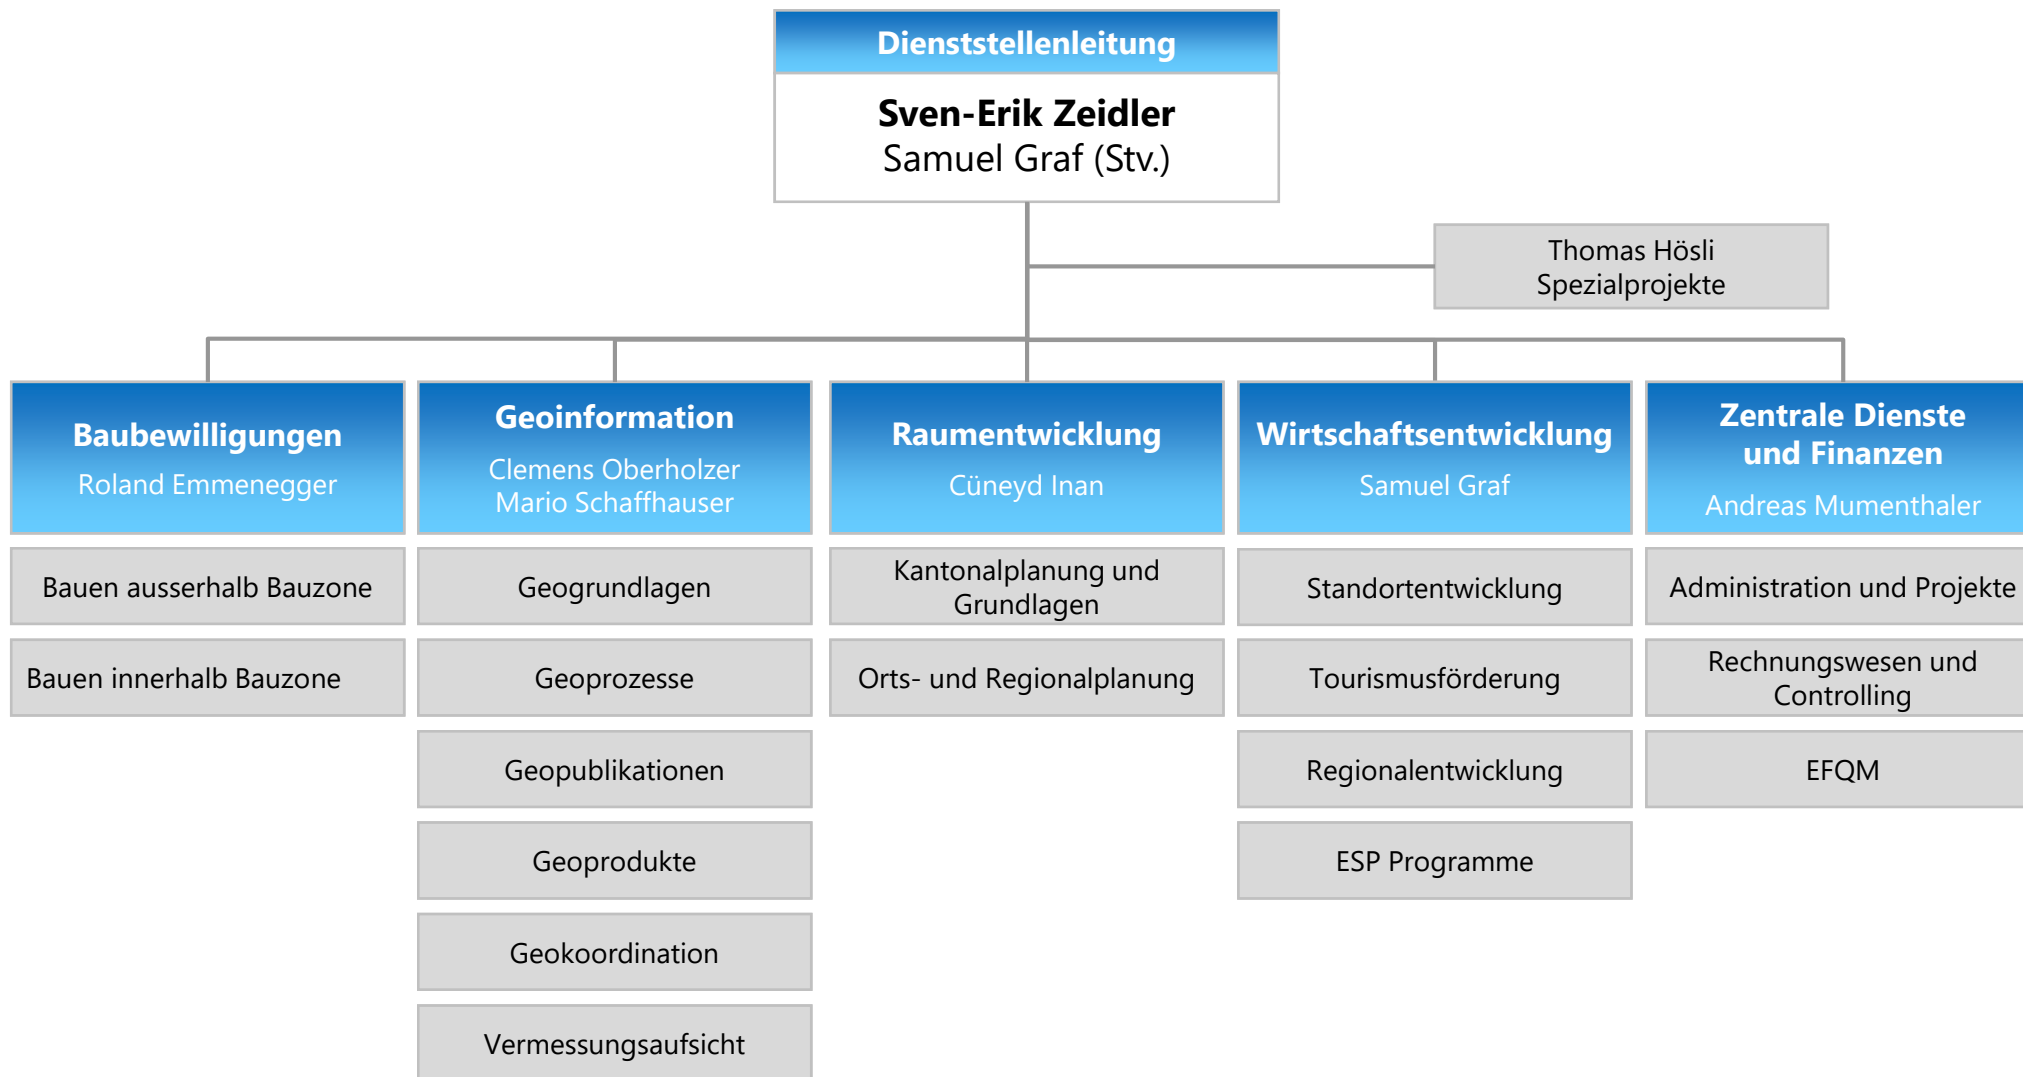 Dienststellenleitung
Sven-Erik Zeidler
Samuel Graf (Stv.)
Thomas Hösli
Spezialprojekte
Baubewilligungen
Roland Emmenegger
Bauen ausserhalb Bauzone
Bauen innerhalb Bauzone
Geoinformation
Clemens Oberholzer
Mario Schaffhauser
Geogrundlagen
Geoprozesse
Geopublikationen
Geoprodukte
Geokoordination
Vermessungsaufsicht
Raumentwicklung
Cüneyd Inan
Kantonalplanung und
Grundlagen
Orts- und Regionalplanung
Wirtschaftsentwicklung
Samuel Graf
Standortentwicklung
Tourismusförderung
Regionalentwicklung
ESP Programme
Zentrale Dienste
und Finanzen
Andreas Mumenthaler
Administration und Projekte
Rechnungswesen und
Controlling
EFQM